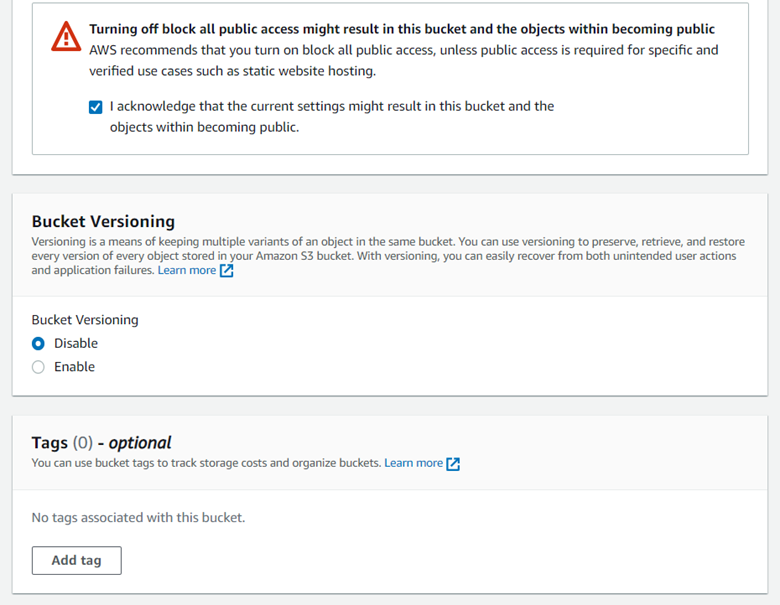 Turning off block all public access might result in this bucket and the objects within becoming public
AWS recommends that you turn on block all public access, unless public access is required for specific and
verified use cases such as static website hosting.
I acknowledge that the current settings might result in this bucket and the
objects within becoming public.
Bucket Versioning
Versioning is a means of keeping multiple variants of an object in the same bucket. You can use versioning to preserve, retrieve, and restore
every version of every object stored in your Amazon S3 bucket. With versioning, you can easily recover from both unintended user actions
and application failures. Learn more
Bucket Versioning
Disable
Enable
Tags (0) - optional
You can use bucket tags to track storage costs and organize buckets. Learn more
No tags associated with this bucket.
Add tag